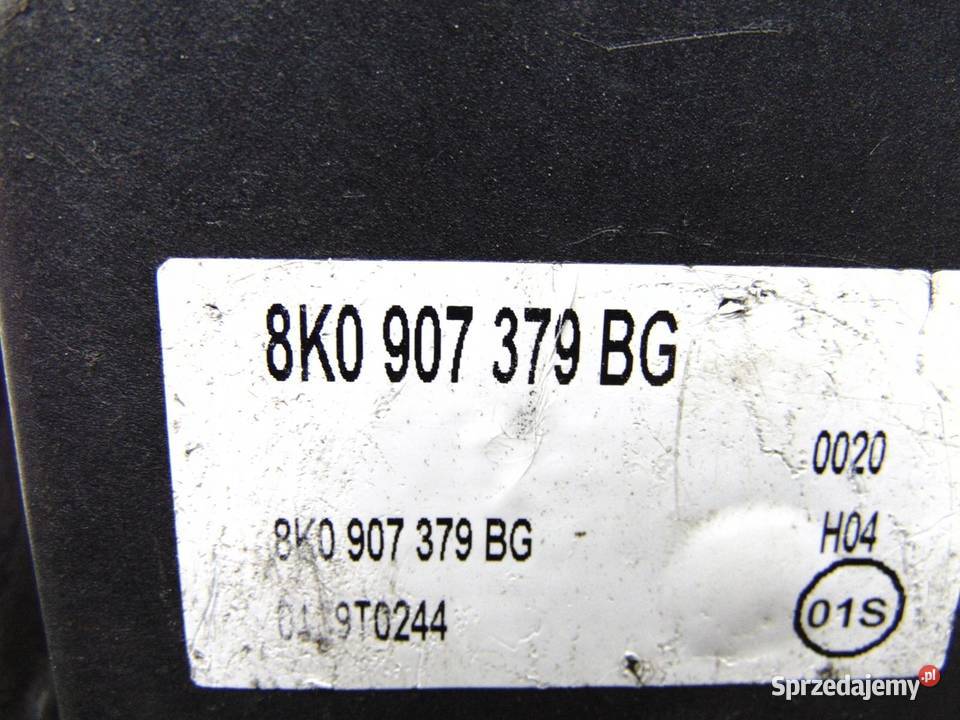 8K0 907 379 BG
0020
8K0 907 379 BG
H04
01S
Sprzedajemy.pl